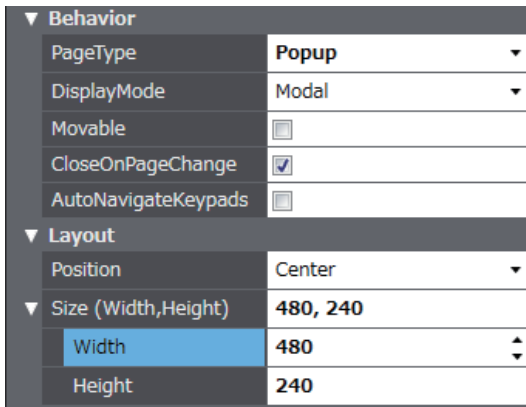 Behavior
PageType Popup
DisplayMode Modal
Movable
CloseOnPageChange
AutoNavigateKeypads
Layout
Position Center
Size (Width,Height) 480, 240
Width 480
Height 240